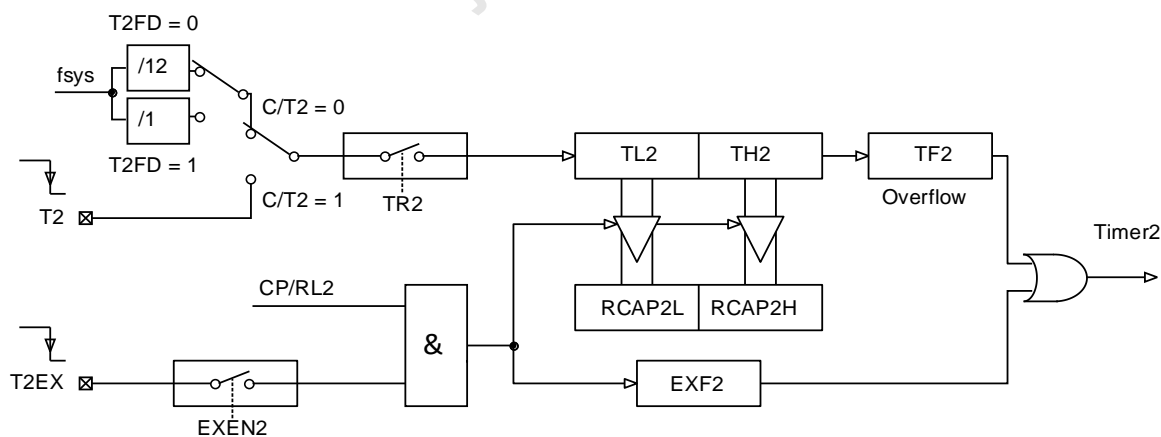 T2FD = 0
/12
fsys
C/T2 = 0
/1
T2FD = 1
TL2
TH2
TF2
T2
C/T2 = 1
TR2
Overflow
Timer2
CP/RL2
RCAP2L
RCAP2H
&
T2EX
EXF2
EXEN2